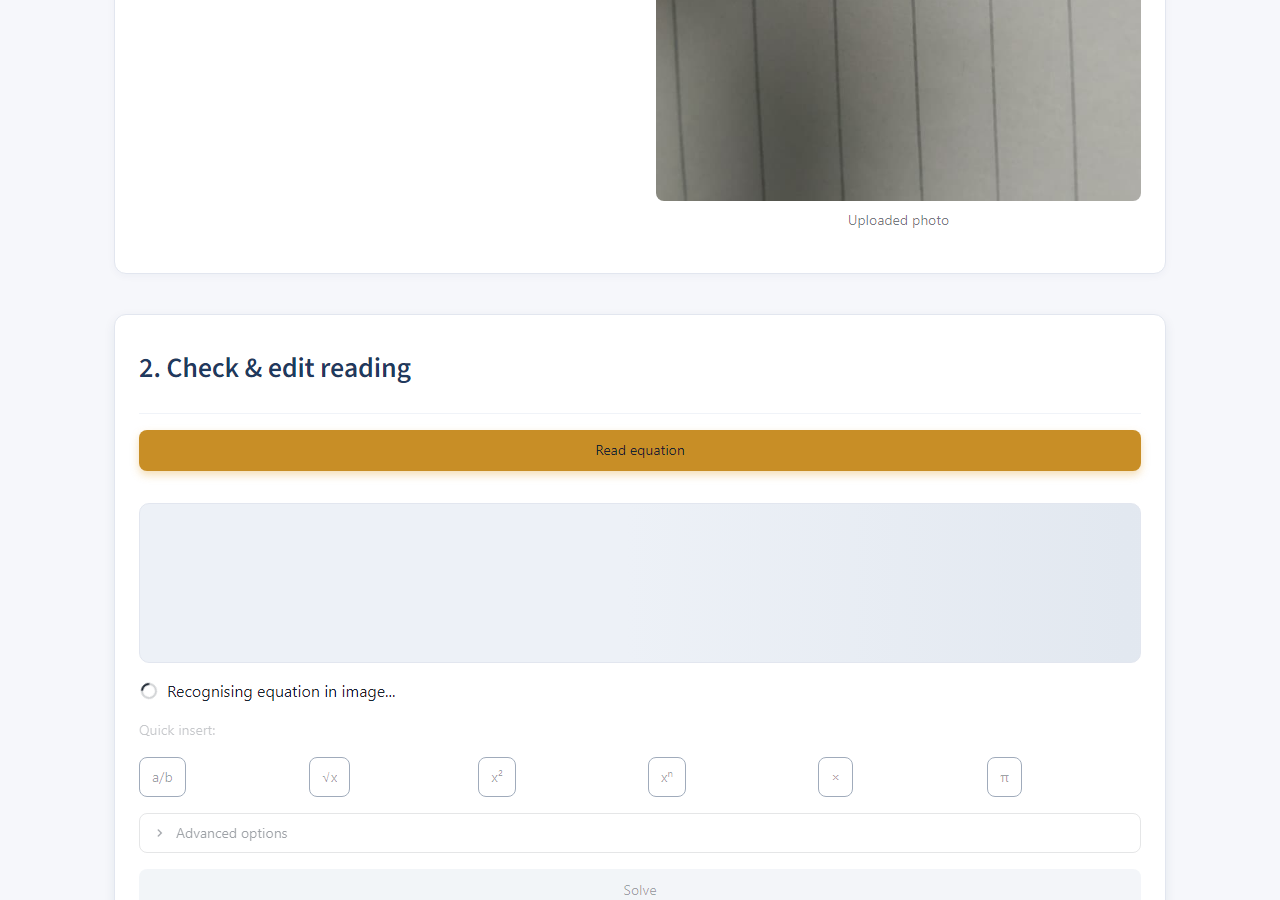 Uploaded photo
2. Check & edit reading
Read equation
Recognising equation in image...
Quick insert:
a/b √x x² xⁿ × π
Advanced options
Solve